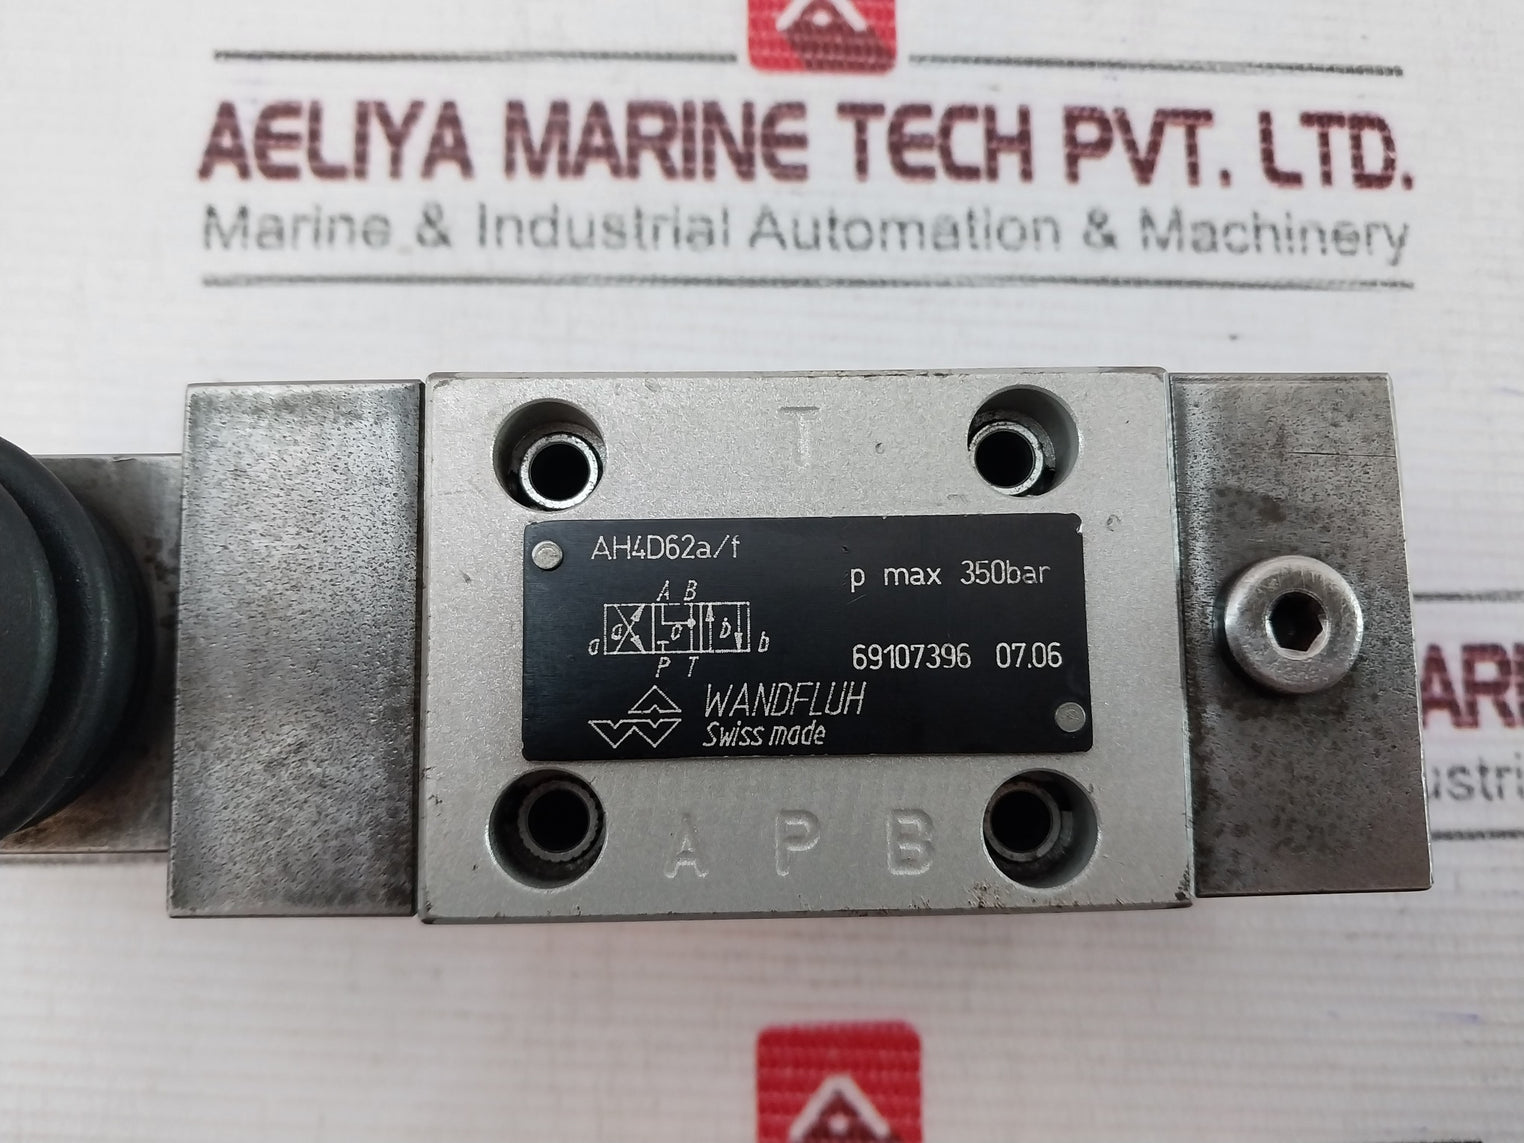 AELIYA MARINE TECH PVT. LTD.
Marine & Industrial Automation & Machinery
T
AH4D62a/f
p max 350bar
A B
a a o b b
P T
69107396 07.06
WANDFLUH
Swiss made
A P B